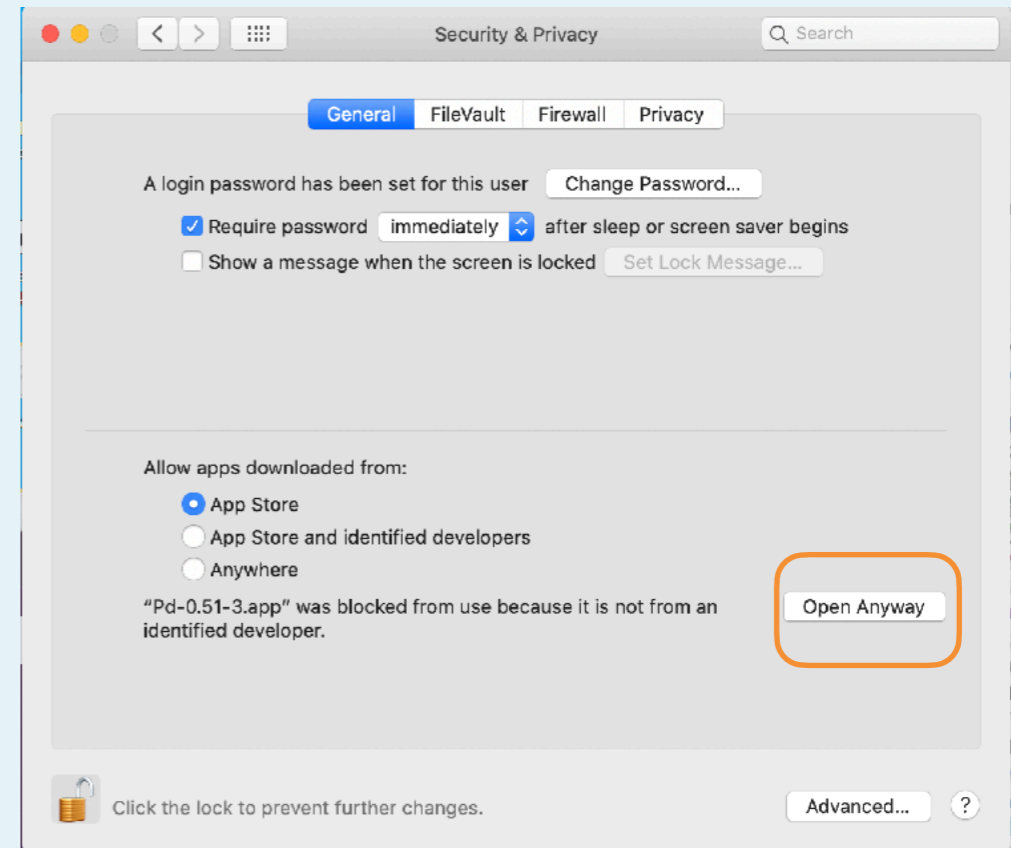 Security & Privacy
Search
General FileVault Firewall Privacy
A login password has been set for this user Change Password...
Require password immediately after sleep or screen saver begins
Show a message when the screen is locked Set Lock Message...
Allow apps downloaded from:
App Store
App Store and identified developers
Anywhere
“Pd-0.51-3.app” was blocked from use because it is not from an
identified developer.
Open Anyway
Click the lock to prevent further changes.
Advanced...
?